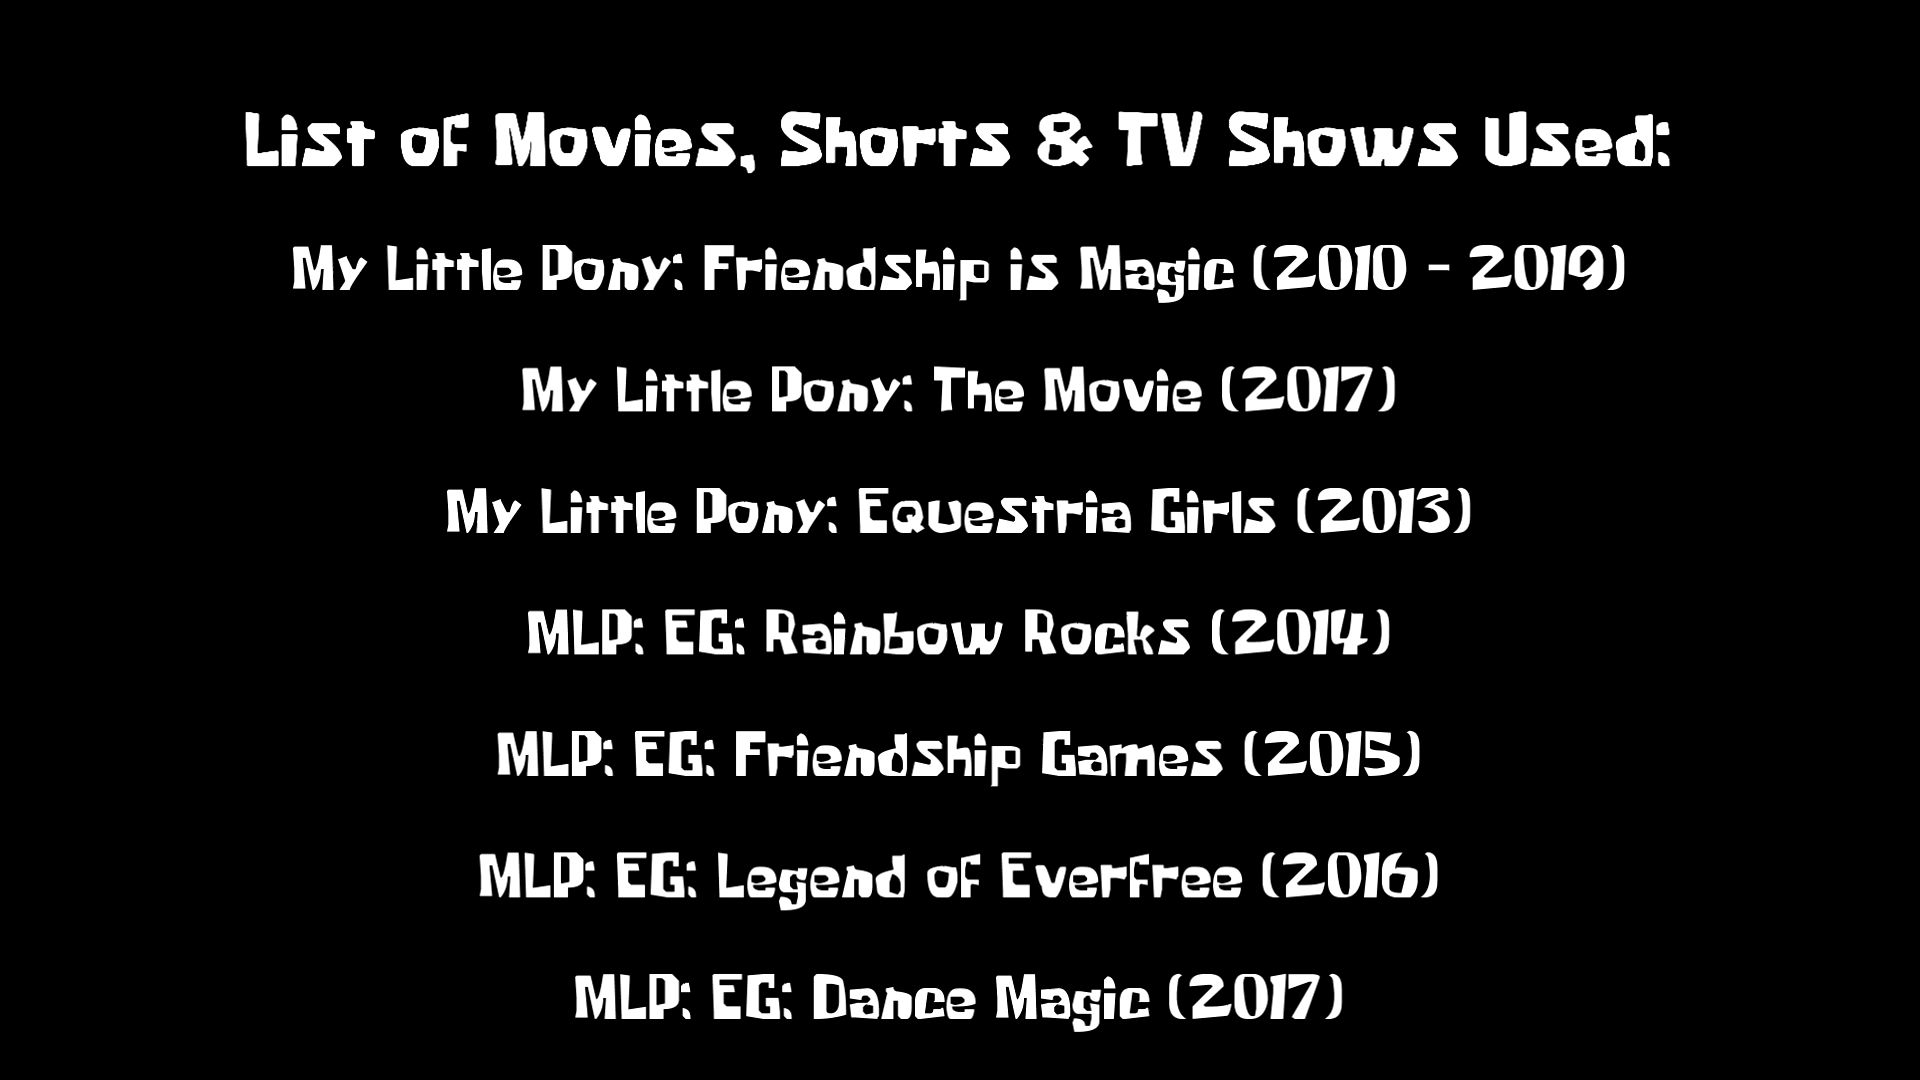 List of Movies, Shorts & TV Shows Used:
My Little Pony: Friendship is Magic (2010 - 2019)
My Little Pony: The Movie (2017)
My Little Pony: Equestria Girls (2013)
MLP: EG: Rainbow Rocks (2014)
MLP: EG: Friendship Games (2015)
MLP: EG: Legend of Everfree (2016)
MLP: EG: Dance Magic (2017)